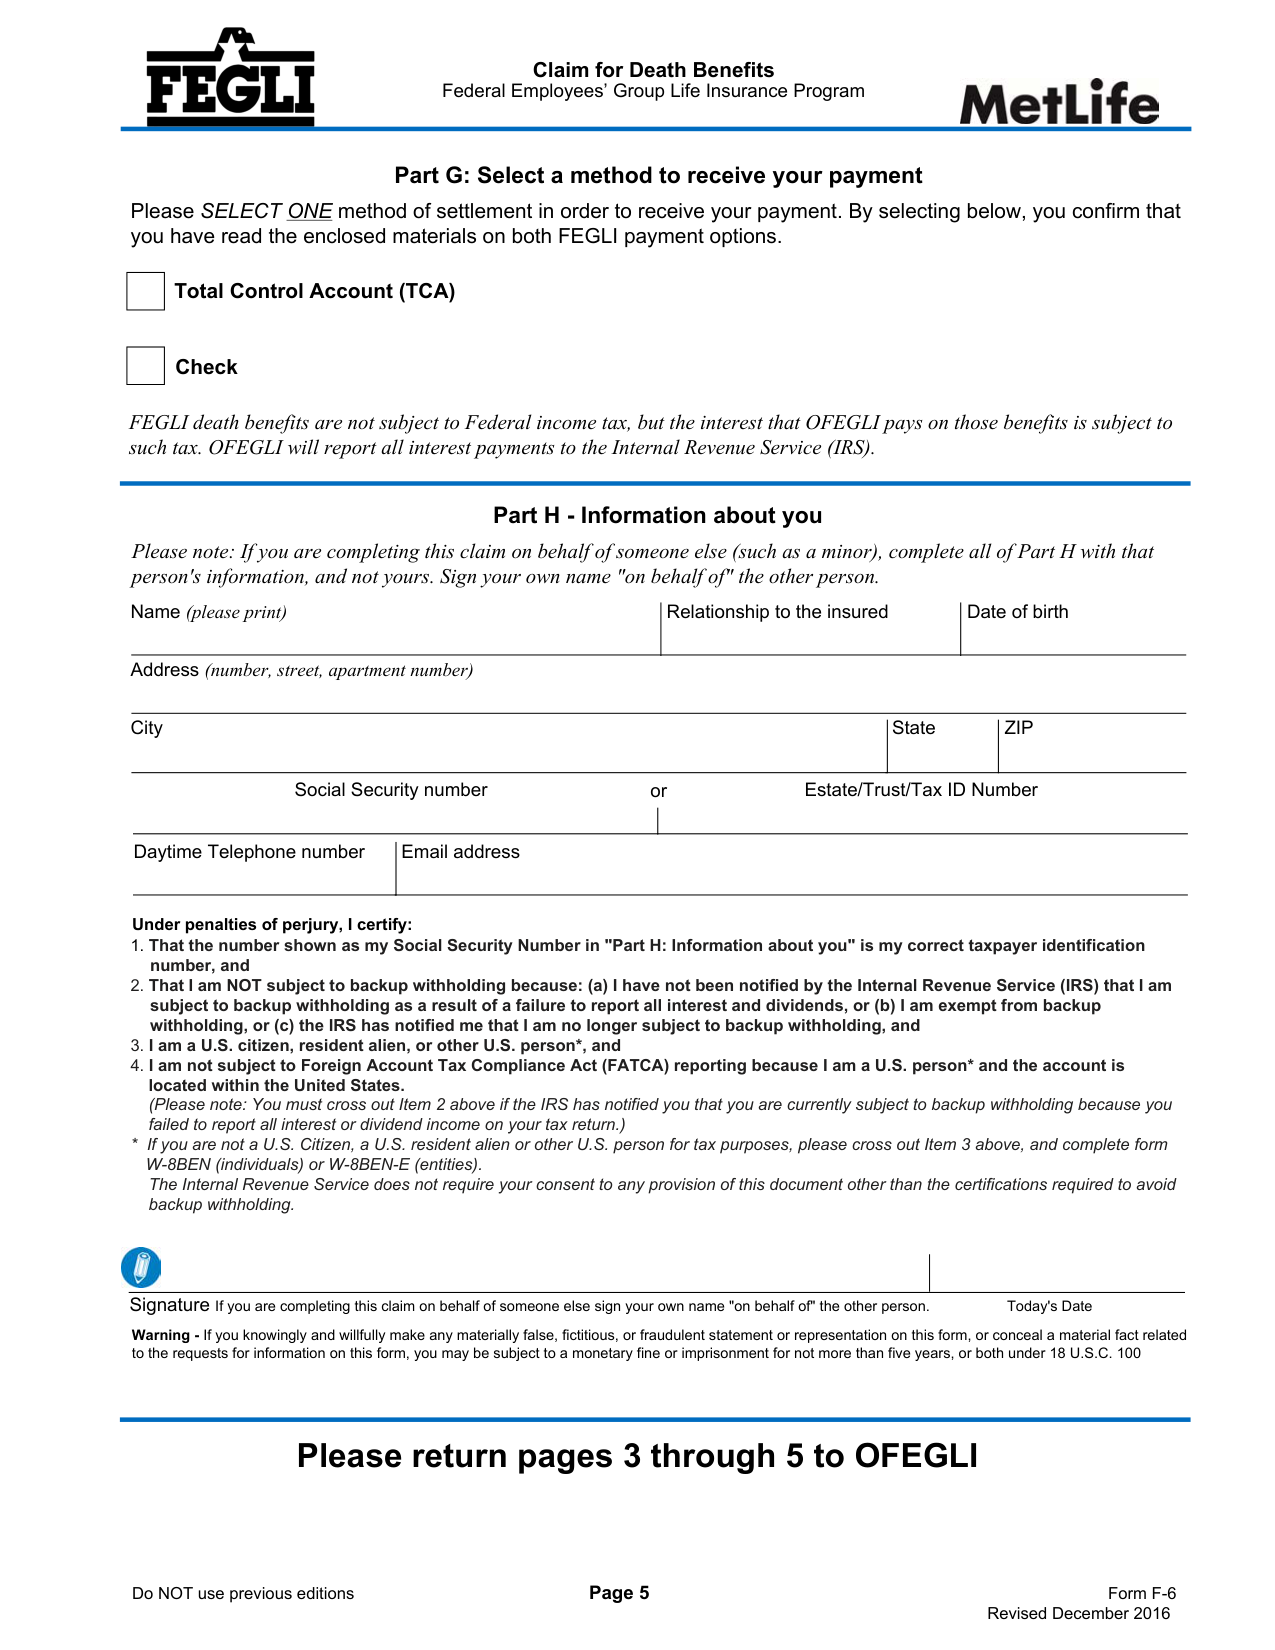 FEGLI
Claim for Death Benefits
Federal Employees’ Group Life Insurance Program
MetLife
Part G: Select a method to receive your payment
Please SELECT ONE method of settlement in order to receive your payment. By selecting below, you confirm that
you have read the enclosed materials on both FEGLI payment options.
Total Control Account (TCA)
Check
FEGLI death benefits are not subject to Federal income tax, but the interest that OFEGLI pays on those benefits is subject to
such tax. OFEGLI will report all interest payments to the Internal Revenue Service (IRS).
Part H - Information about you
Please note: If you are completing this claim on behalf of someone else (such as a minor), complete all of Part H with that
person's information, and not yours. Sign your own name "on behalf of" the other person.
Name (please print) Relationship to the insured Date of birth
Address (number, street, apartment number)
City State ZIP
Social Security number or Estate/Trust/Tax ID Number
Daytime Telephone number Email address
Under penalties of perjury, I certify:
1. That the number shown as my Social Security Number in "Part H: Information about you" is my correct taxpayer identification
number, and
2. That I am NOT subject to backup withholding because: (a) I have not been notified by the Internal Revenue Service (IRS) that I am
subject to backup withholding as a result of a failure to report all interest and dividends, or (b) I am exempt from backup
withholding, or (c) the IRS has notified me that I am no longer subject to backup withholding, and
3. I am a U.S. citizen, resident alien, or other U.S. person*, and
4. I am not subject to Foreign Account Tax Compliance Act (FATCA) reporting because I am a U.S. person* and the account is
located within the United States.
(Please note: You must cross out Item 2 above if the IRS has notified you that you are currently subject to backup withholding because you
failed to report all interest or dividend income on your tax return.)
* If you are not a U.S. Citizen, a U.S. resident alien or other U.S. person for tax purposes, please cross out Item 3 above, and complete form
W-8BEN (individuals) or W-8BEN-E (entities).
The Internal Revenue Service does not require your consent to any provision of this document other than the certifications required to avoid
backup withholding.
Signature If you are completing this claim on behalf of someone else sign your own name "on behalf of" the other person. Today's Date
Warning - If you knowingly and willfully make any materially false, fictitious, or fraudulent statement or representation on this form, or conceal a material fact related
to the requests for information on this form, you may be subject to a monetary fine or imprisonment for not more than five years, or both under 18 U.S.C. 100
Please return pages 3 through 5 to OFEGLI
Do NOT use previous editions Page 5 Form F-6
Revised December 2016